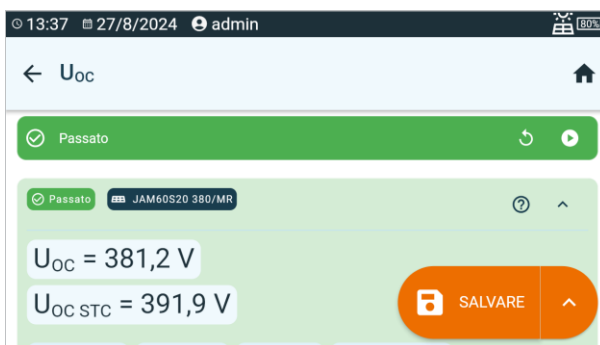 13:37 27/8/2024 admin 80%
Uoc
Passato
Passato JAM60S20 380/MR
UOC = 381,2 V
UOC STC = 391,9 V
SALVARE